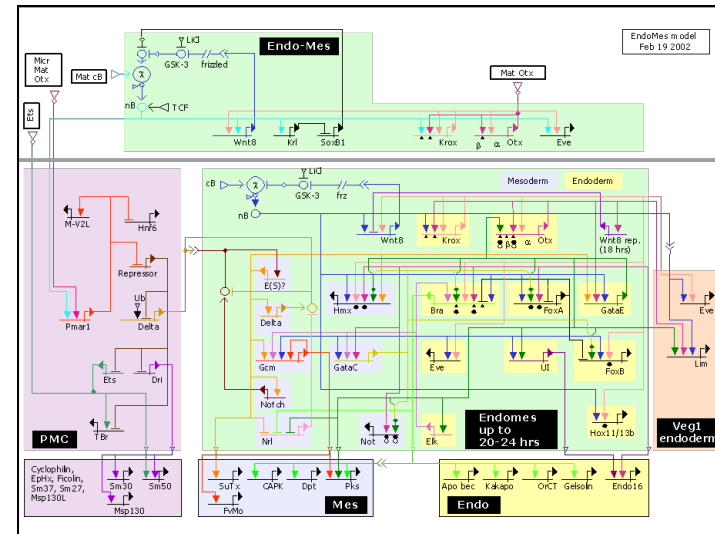 EndoMes model
Feb 19 2002
Endo-Mes
LiCl
GSK-3
frizzled
χ
Micr
Mat
Otx
Mat cB
Ets
nB
TCF
Mat Otx
Wnt8
Krl
SoxB1
Krox
β
α
Otx
Eve
cB
χ
LiCl
GSK-3
frz
nB
Mesoderm
Endoderm
M-V2L
Hnf6
Repressor
Ub
Pmar1
Delta
Ets
Dri
TBr
PMC
Wnt8
Krox
β
α
Otx
Wnt8 rep.
(18 hrs)
E(S)?
Hmx
Bra
FoxA
GataE
Delta
Gcm
GataC
Eve
UI
FoxB
Notch
Nrl
Not
Elk
Endomes
up to
20-24 hrs
Hox11/13b
Eve
Lim
Veg1
endoderm
Cyclophilin,
EpHx, Ficolin,
Sm37, Sm27,
Msp130L
Sm30
Sm50
Msp130
SuTx
CAPK
Dpt
Pks
FvMo
Mes
Apo bec
Kakapo
OrCT
Gelsolin
Endo16
Endo